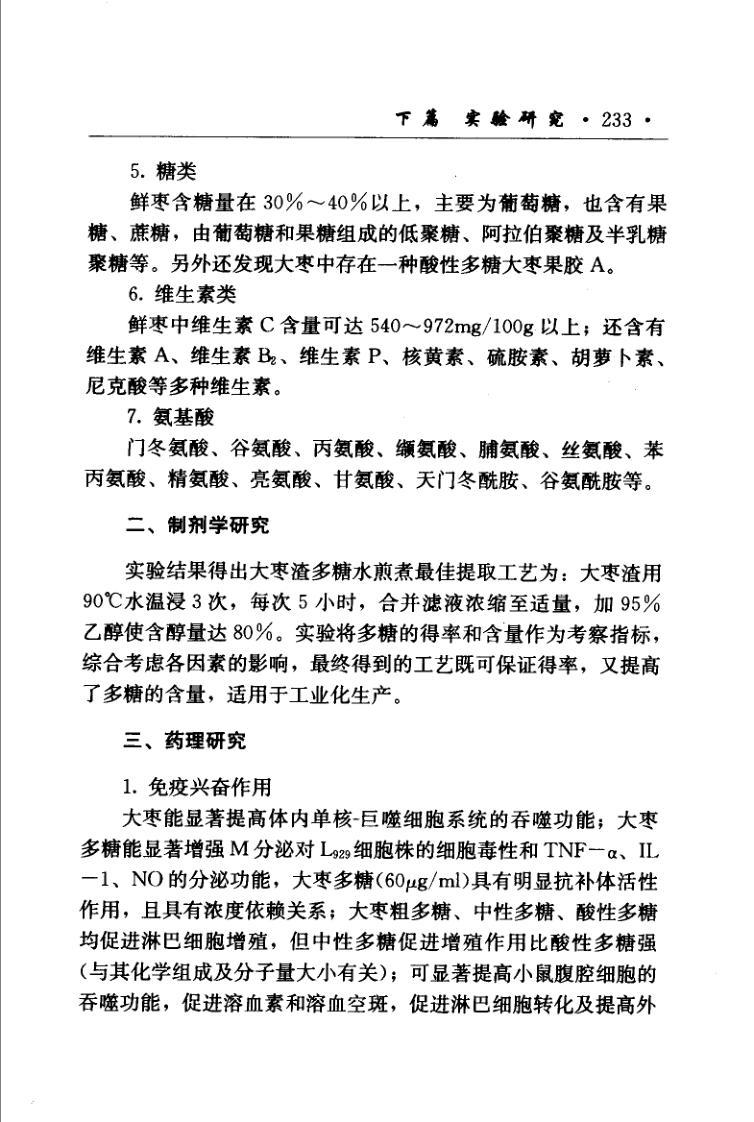 下篇 实验研究 · 233 ·
5. 糖类
鲜枣含糖量在 30%～40%以上，主要为葡萄糖，也含有果
糖、蔗糖，由葡萄糖和果糖组成的低聚糖、阿拉伯聚糖及半乳糖
聚糖等。另外还发现大枣中存在一种酸性多糖大枣果胶 A。
6. 维生素类
鲜枣中维生素 C 含量可达 540～972mg/100g 以上；还含有
维生素 A、维生素 B₂、维生素 P、核黄素、硫胺素、胡萝卜素、
尼克酸等多种维生素。
7. 氨基酸
门冬氨酸、谷氨酸、丙氨酸、缬氨酸、脯氨酸、丝氨酸、苯
丙氨酸、精氨酸、亮氨酸、甘氨酸、天门冬酰胺、谷氨酰胺等。
二、制剂学研究
实验结果得出大枣渣多糖水煎煮最佳提取工艺为：大枣渣用
90℃水温浸 3 次，每次 5 小时，合并滤液浓缩至适量，加 95%
乙醇使含醇量达 80%。实验将多糖的得率和含量作为考察指标，
综合考虑各因素的影响，最终得到的工艺既可保证得率，又提高
了多糖的含量，适用于工业化生产。
三、药理研究
1. 免疫兴奋作用
大枣能显著提高体内单核-巨噬细胞系统的吞噬功能；大枣
多糖能显著增强 M 分泌对 L₉₂₉细胞株的细胞毒性和 TNF－α、IL
－1、NO 的分泌功能，大枣多糖(60μg/ml)具有明显抗补体活性
作用，且具有浓度依赖关系；大枣粗多糖、中性多糖、酸性多糖
均促进淋巴细胞增殖，但中性多糖促进增殖作用比酸性多糖强
(与其化学组成及分子量大小有关)；可显著提高小鼠腹腔细胞的
吞噬功能，促进溶血素和溶血空斑，促进淋巴细胞转化及提高外